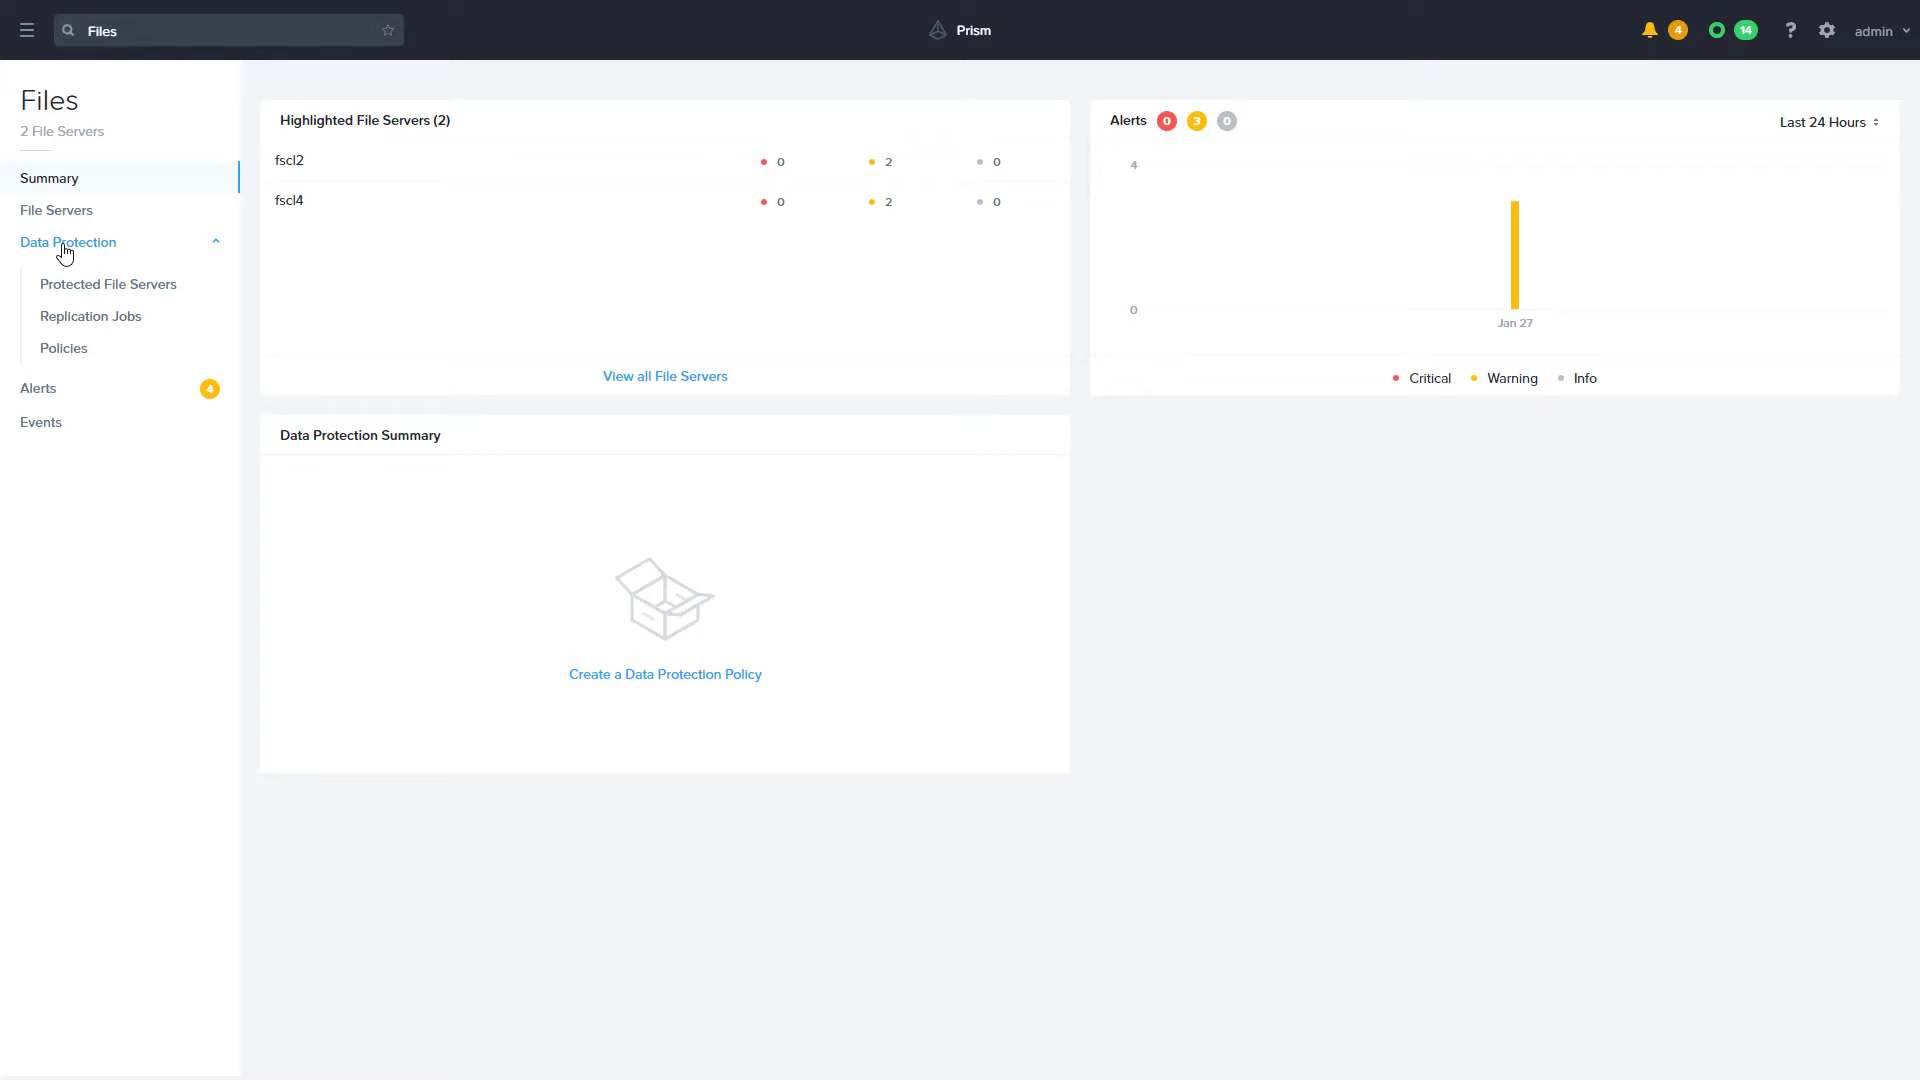 Files
Prism
4
14
?
admin
Files
2 File Servers
Summary
File Servers
Data Protection
Protected File Servers
Replication Jobs
Policies
Alerts
4
Events
Highlighted File Servers (2)
fscl2
0
2
0
fscl4
0
2
0
View all File Servers
Alerts
0
3
0
Last 24 Hours
4
0
Jan 27
Critical
Warning
Info
Data Protection Summary
Create a Data Protection Policy